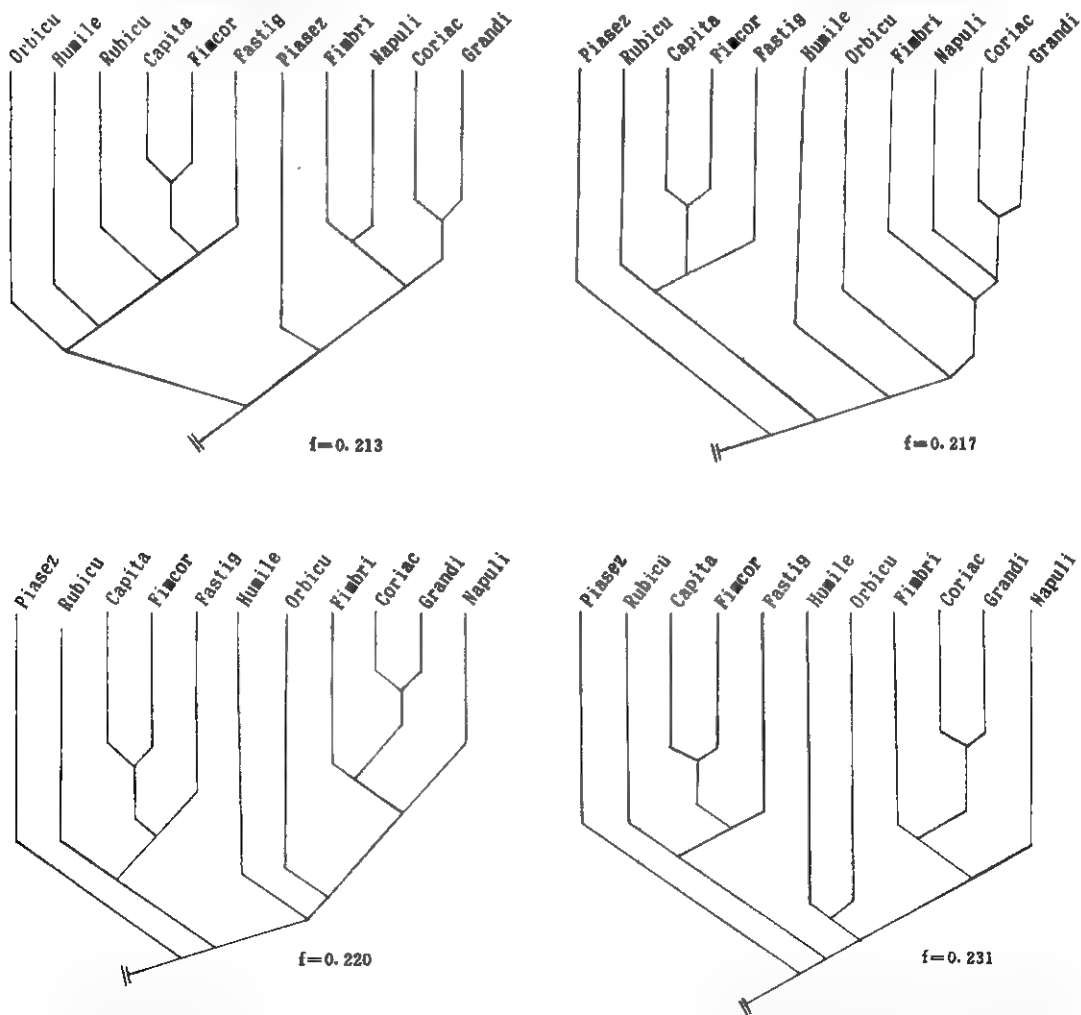 Orbicu Humile Rubicu Capita Fimcor Fastig Piasez Fimbri Napuli Coriac Grandi
f=0.213
Piasez Rubicu Capita Fimcor Fastig Humile Orbicu Fimbri Napuli Coriac Grandi
f=0.217
Piasez Rubicu Capita Fimcor Fastig Humile Orbicu Fimbri Coriac Grandi Napuli
f=0.220
Piasez Rubicu Capita Fimcor Fastig Humile Orbicu Fimbri Coriac Grandi Napuli
f=0.231